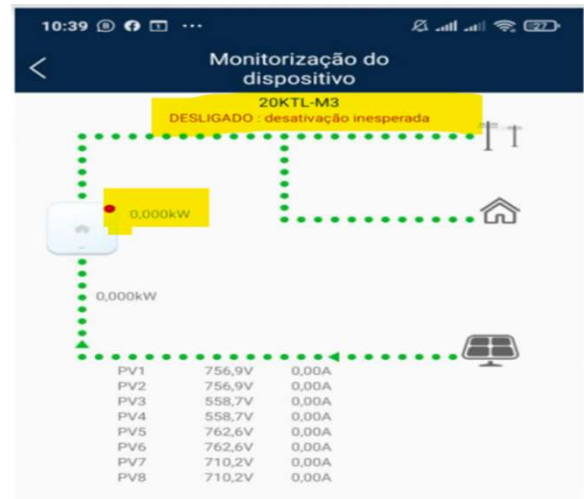 10:39
27
Monitorização do
dispositivo
20KTL-M3
DESLIGADO : desativação inesperada
0,000kW
0,000kW
PV1 756,9V 0,00A
PV2 756,9V 0,00A
PV3 558,7V 0,00A
PV4 558,7V 0,00A
PV5 762,6V 0,00A
PV6 762,6V 0,00A
PV7 710,2V 0,00A
PV8 710,2V 0,00A